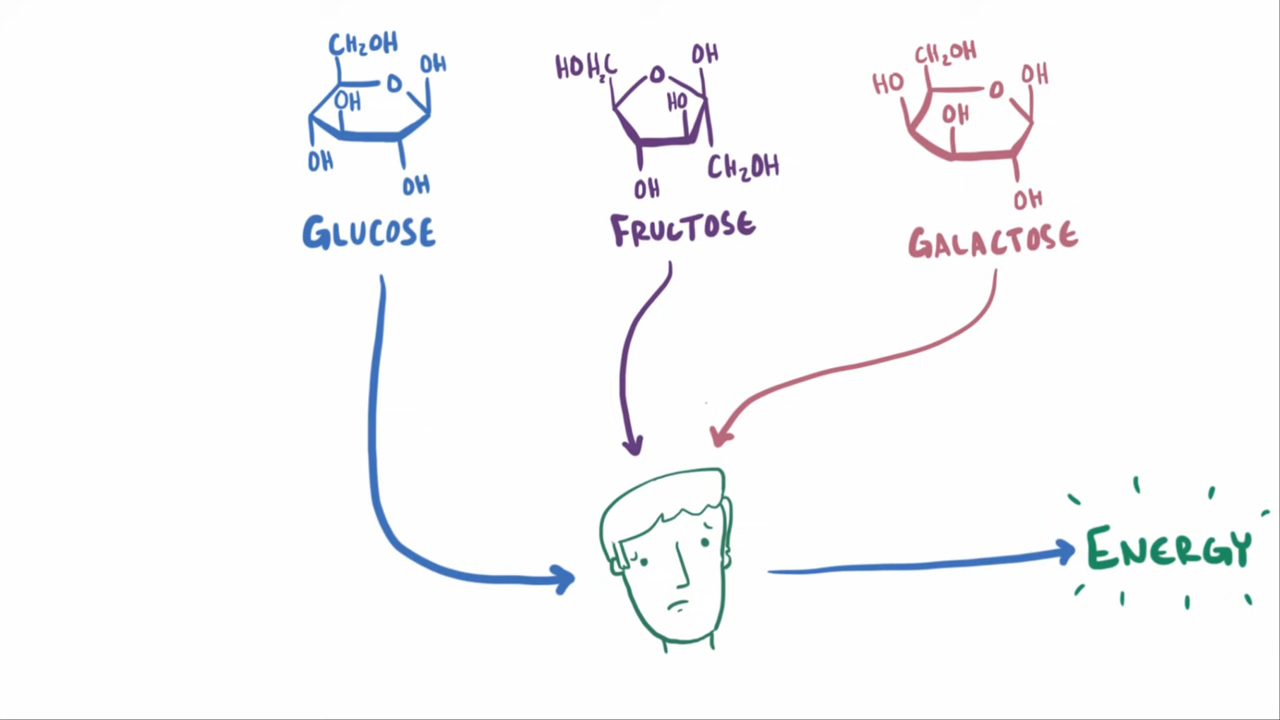 CH₂OH
O
OH
OH
OH
OH
GLUCOSE
HOH₂C
O
OH
HO
OH
CH₂OH
FRUCTOSE
CH₂OH
HO
O
OH
OH
OH
GALACTOSE
ENERGY